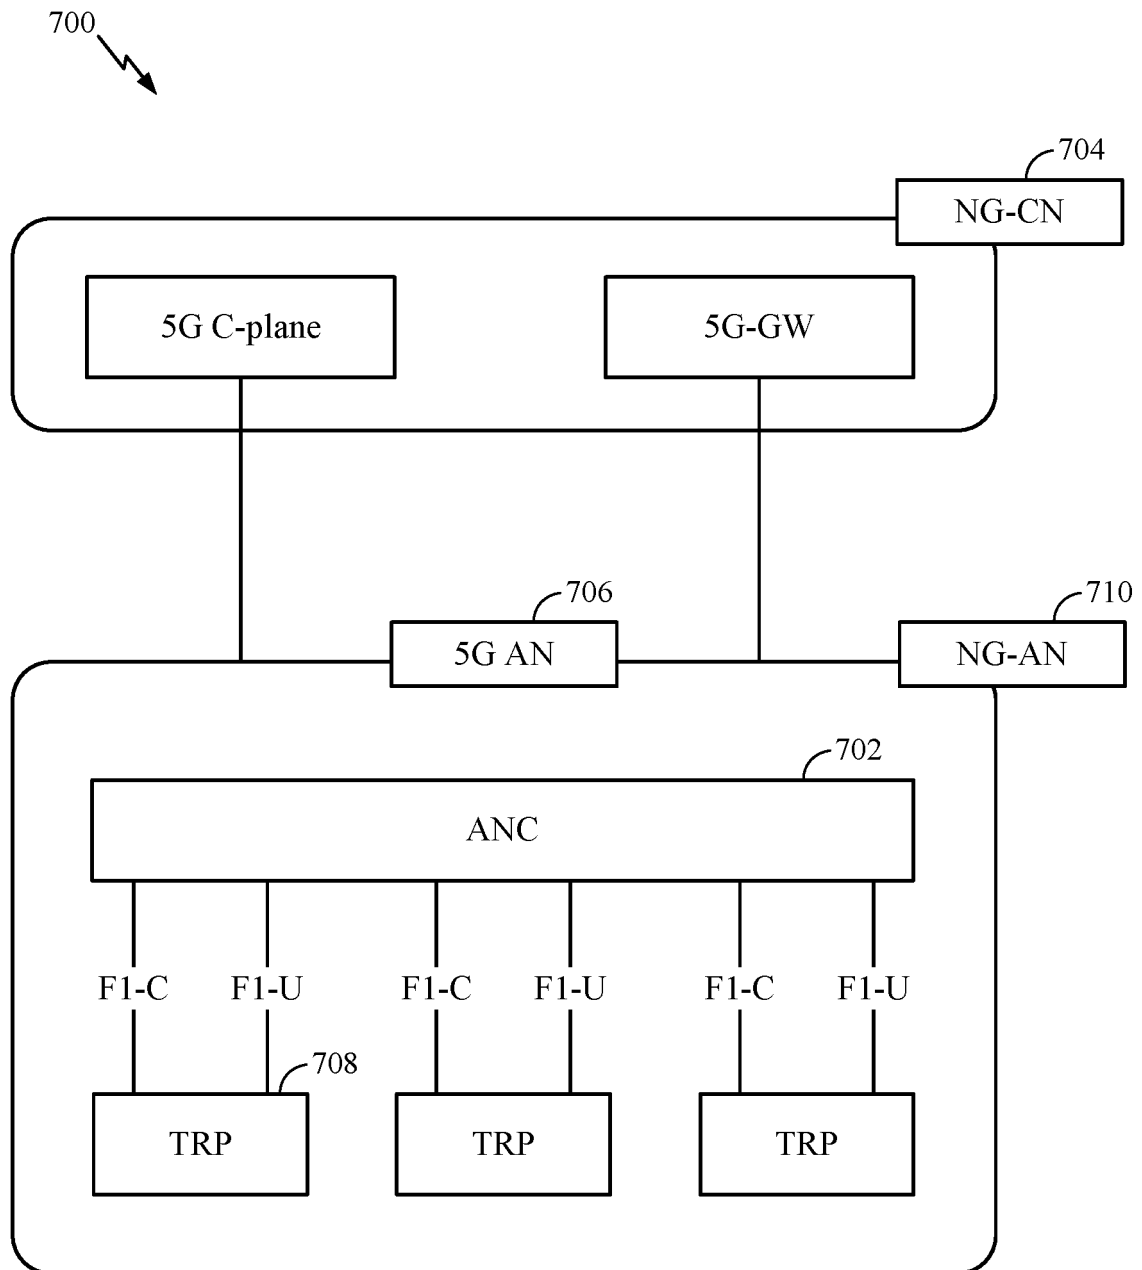 700
704
NG-CN
5G C-plane
5G-GW
706
710
5G AN
NG-AN
702
ANC
F1-C
F1-U
F1-C
F1-U
F1-C
F1-U
708
TRP
TRP
TRP